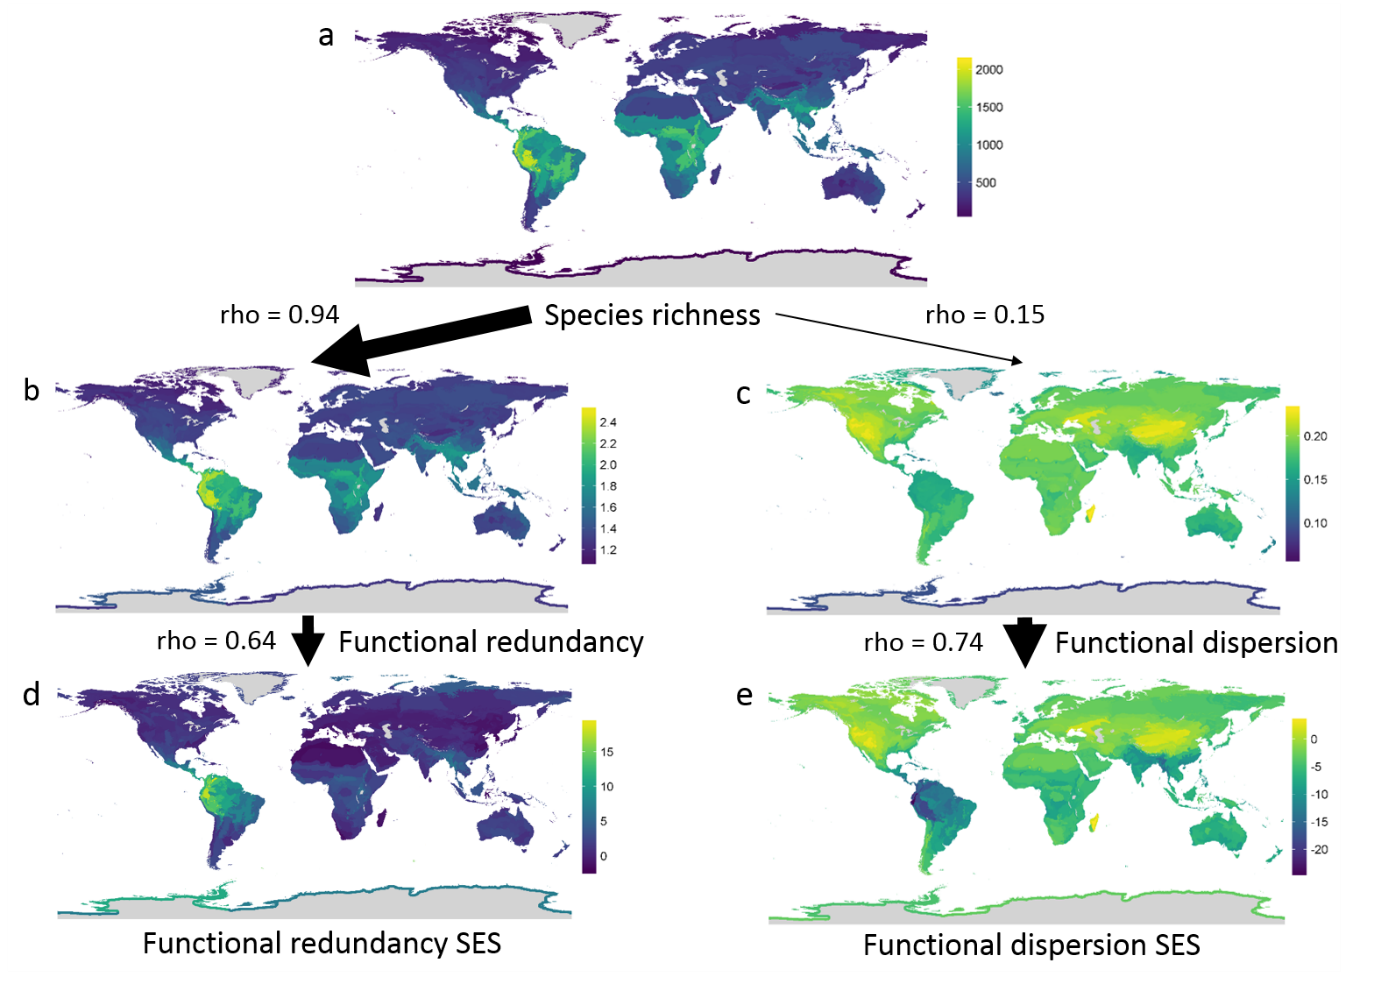 a
2000
1500
1000
500
rho = 0.94
Species richness
rho = 0.15
b
2.4
2.2
2.0
1.8
1.6
1.4
1.2
c
0.20
0.15
0.10
rho = 0.64
Functional redundancy
rho = 0.74
Functional dispersion
d
15
10
5
0
e
0
-5
-10
-15
-20
Functional redundancy SES
Functional dispersion SES